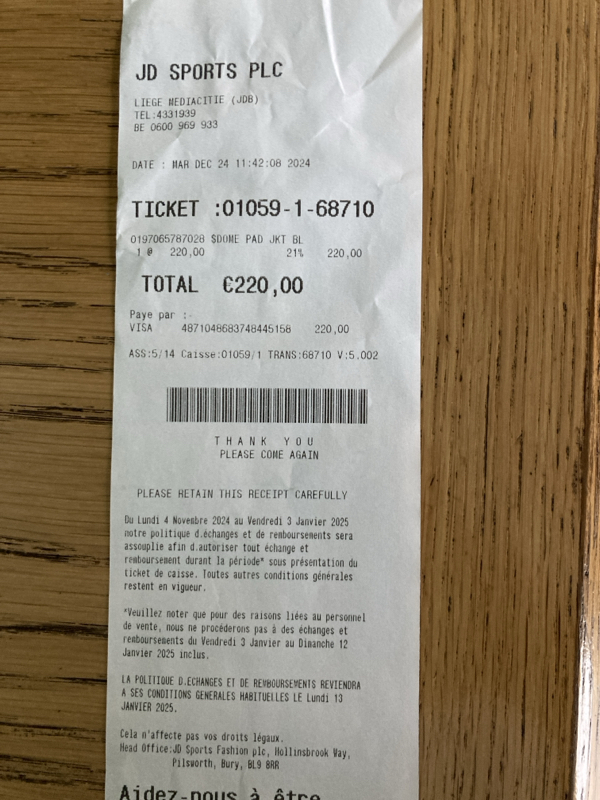 JD SPORTS PLC
LIEGE MEDIACITIE (JDB)
TEL:4331939
BE 0600 969 933
DATE : MAR DEC 24 11:42:08 2024
TICKET :01059-1-68710
0197065787028 $DOME PAD JKT BL
1 @ 220,00 21% 220,00
TOTAL €220,00
Paye par :-
VISA 4871048683748445158 220,00
ASS:5/14 Caisse:01059/1 TRANS:68710 V:5.002
THANK YOU
PLEASE COME AGAIN
PLEASE RETAIN THIS RECEIPT CAREFULLY
Du Lundi 4 Novembre 2024 au Vendredi 3 Janvier 2025
notre politique d.échanges et de remboursements sera
assouplie afin d.autoriser tout échange et
remboursement durant la période* sous présentation du
ticket de caisse. Toutes autres conditions générales
restent en vigueur.
*Veuillez noter que pour des raisons liées au personnel
de vente, nous ne procéderons pas à des échanges et
remboursements du Vendredi 3 Janvier au Dimanche 12
Janvier 2025 inclus.
LA POLITIQUE D.ECHANGES ET DE REMBOURSEMENTS REVIENDRA
A SES CONDITIONS GENERALES HABITUELLES LE Lundi 13
JANVIER 2025.
Cela n'affecte pas vos droits légaux.
Head Office:JD Sports Fashion plc, Hollinsbrook Way,
Pilsworth, Bury, BL9 8RR
Aidez-nous à être